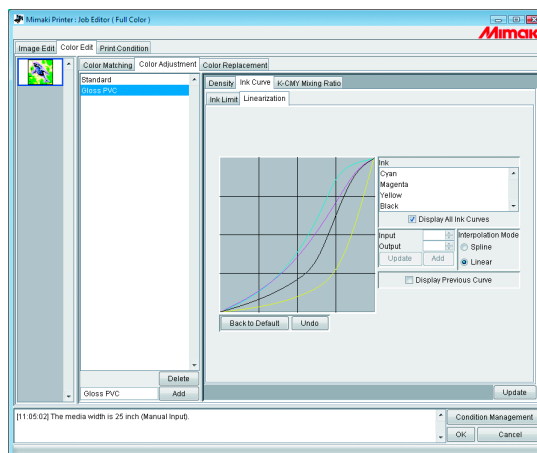 Mimaki Printer : Job Editor ( Full Color )
Mimak
Image Edit Color Edit Print Condition
Color Matching Color Adjustment Color Replacement
Standard
Gloss PVC
Density Ink Curve K-CMY Mixing Ratio
Ink Limit Linearization
Ink
Cyan
Magenta
Yellow
Black
Display All Ink Curves
Input
Output
Update Add
Interpolation Mode
Spline
Linear
Display Previous Curve
Back to Default Undo
Delete
Gloss PVC Add
Update
[11:05:02] The media width is 25 inch (Manual Input).
Condition Management
OK Cancel